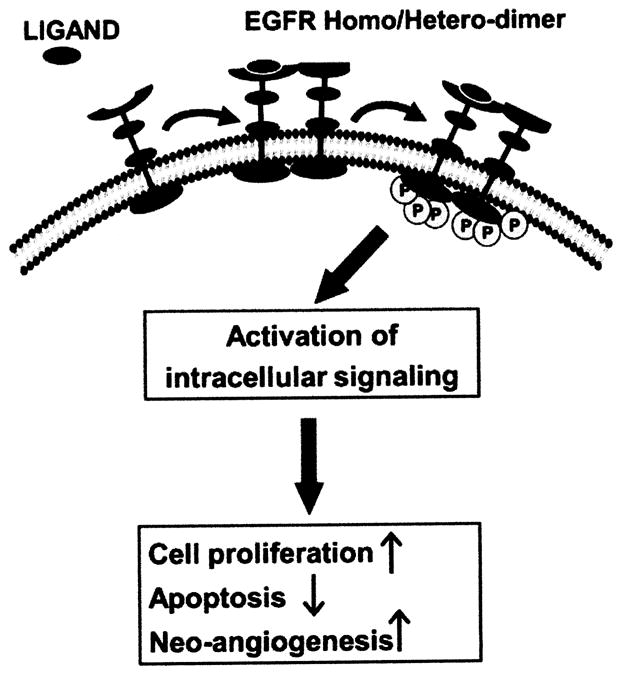 LIGAND
EGFR Homo/Hetero-dimer
P
P
P
P
P
P
Activation of
intracellular signaling
Cell proliferation ↑
Apoptosis ↓
Neo-angiogenesis↑